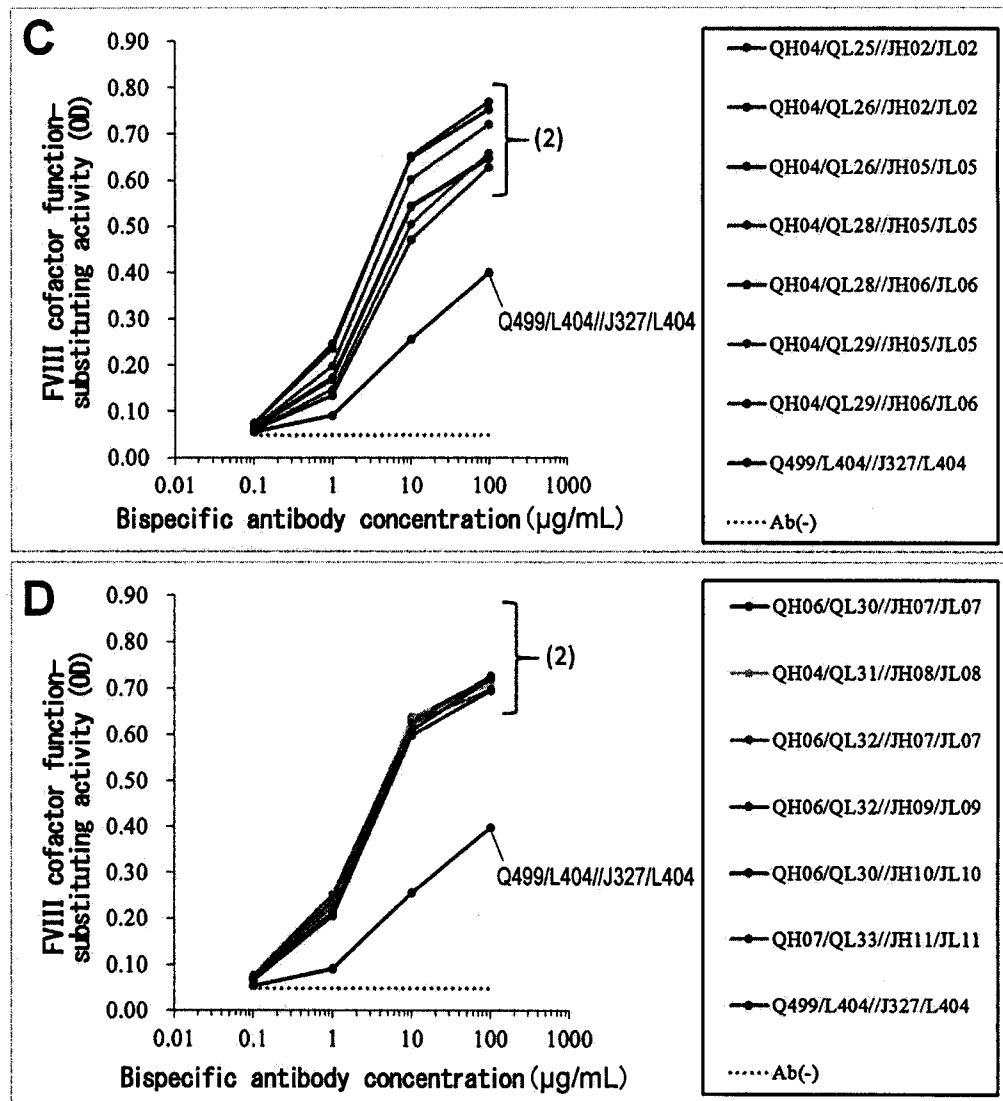 C
FVIII cofactor function-
substituting activity (OD)
0.90
0.80
0.70
0.60
0.50
0.40
0.30
0.20
0.10
0.00
0.01
0.1
1
10
100
1000
Bispecific antibody concentration (µg/mL)
(2)
Q499/L404//J327/L404
QH04/QL25//JH02/JL02
QH04/QL26//JH02/JL02
QH04/QL26//JH05/JL05
QH04/QL28//JH05/JL05
QH04/QL28//JH06/JL06
QH04/QL29//JH05/JL05
QH04/QL29//JH06/JL06
Q499/L404//J327/L404
Ab(-)
D
FVIII cofactor function-
substituting activity (OD)
0.90
0.80
0.70
0.60
0.50
0.40
0.30
0.20
0.10
0.00
0.01
0.1
1
10
100
1000
Bispecific antibody concentration (µg/mL)
(2)
Q499/L404//J327/L404
QH06/QL30//JH07/JL07
QH04/QL31//JH08/JL08
QH06/QL32//JH07/JL07
QH06/QL32//JH09/JL09
QH06/QL30//JH10/JL10
QH07/QL33//JH11/JL11
Q499/L404//J327/L404
Ab(-)